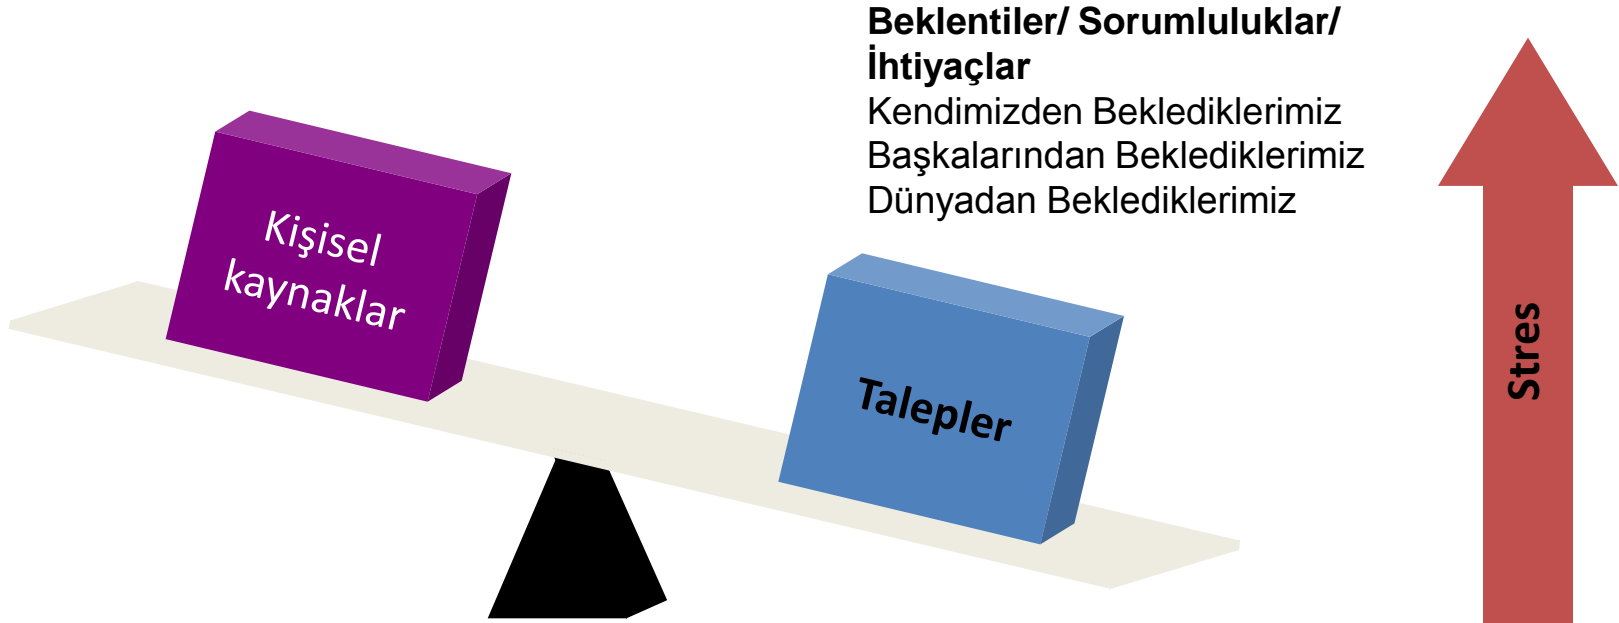 Beklentiler/ Sorumluluklar/
İhtiyaçlar
Kendimizden Beklediklerimiz
Başkalarından Beklediklerimiz
Dünyadan Beklediklerimiz
Kişisel
kaynaklar
Talepler
Stres